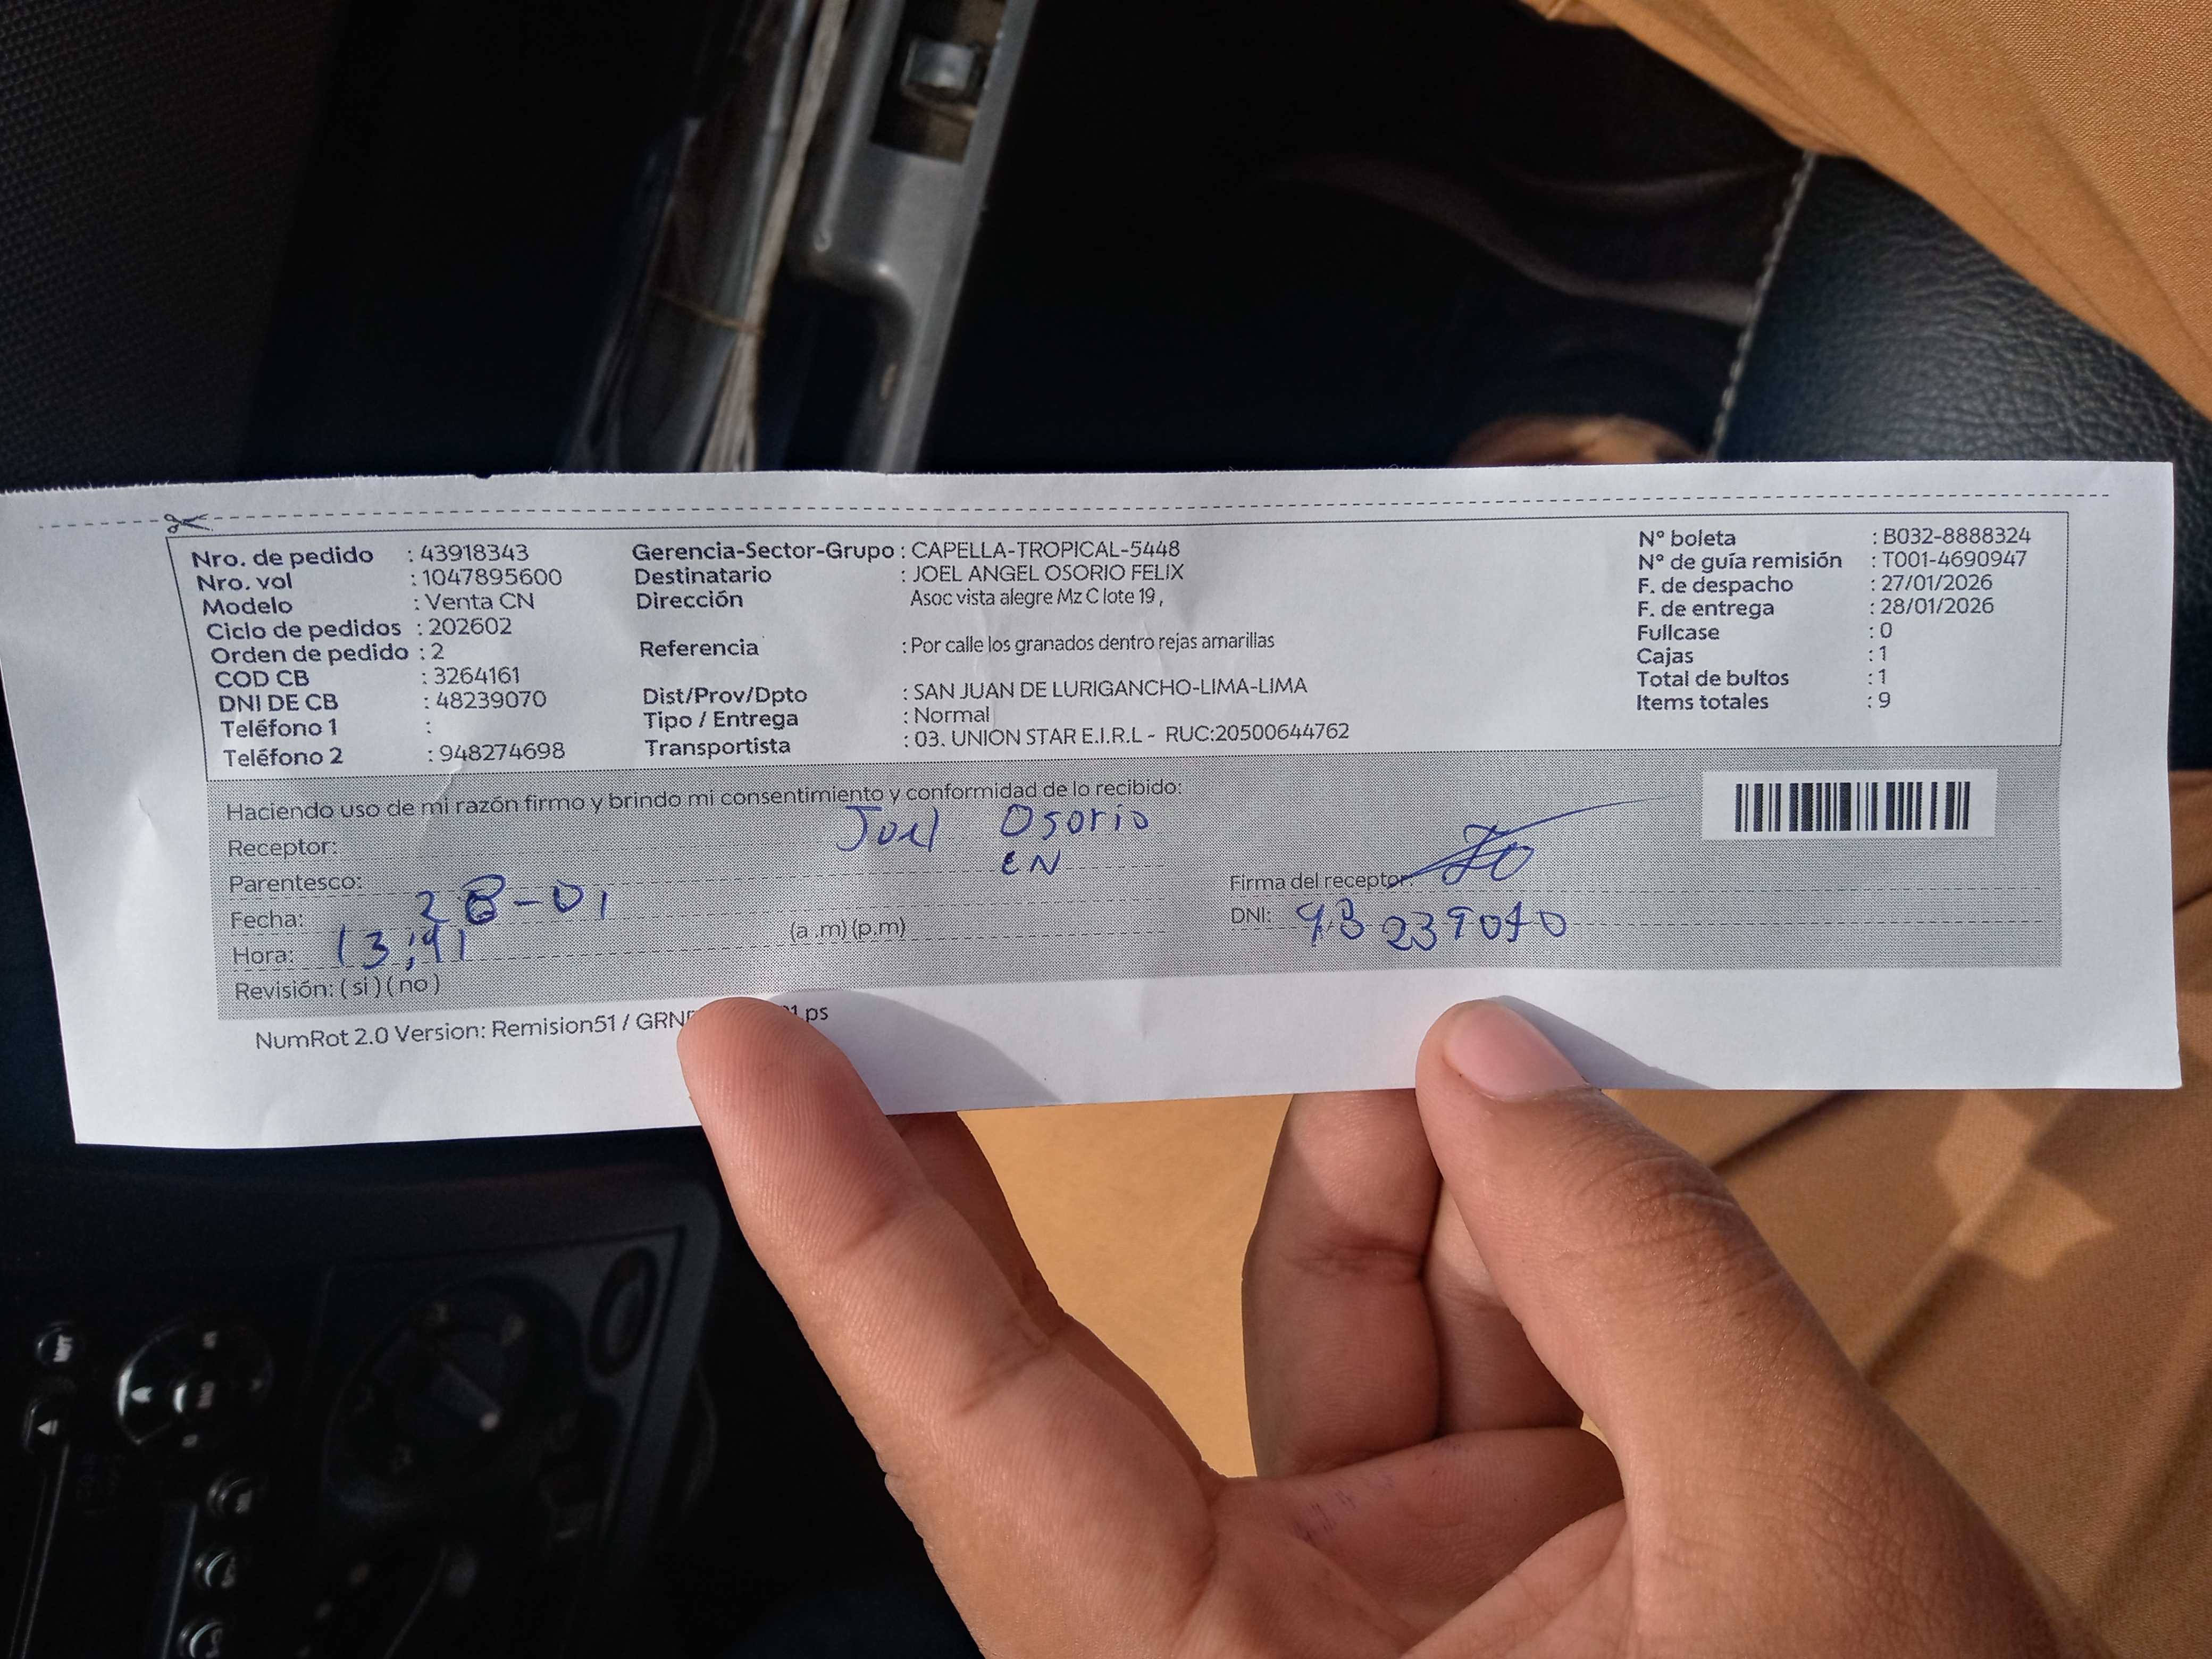 Nro. de pedido : 43918343
Nro. vol : 1047895600
Modelo : Venta CN
Ciclo de pedidos : 202602
Orden de pedido : 2
COD CB : 3264161
DNI DE CB : 48239070
Teléfono 1 :
Teléfono 2 : 948274698
Gerencia-Sector-Grupo : CAPELLA-TROPICAL-5448
Destinatario : JOEL ANGEL OSORIO FELIX
Dirección Asoc vista alegre Mz C lote 19 ,
Referencia : Por calle los granados dentro rejas amarillas
Dist/Prov/Dpto : SAN JUAN DE LURIGANCHO-LIMA-LIMA
Tipo / Entrega : Normal
Transportista : 03. UNION STAR E.I.R.L - RUC:20500644762
N° boleta : B032-8888324
N° de guía remisión : T001-4690947
F. de despacho : 27/01/2026
F. de entrega : 28/01/2026
Fullcase : 0
Cajas : 1
Total de bultos : 1
Items totales : 9
Haciendo uso de mi razón firmo y brindo mi consentimiento y conformidad de lo recibido:
Receptor: Joel Osorio
Parentesco: CN
Fecha: 28-01
Hora: 13:41 (a .m) (p.m)
Revisión: ( si ) ( no )
Firma del receptor:
DNI: 48239070
NumRot 2.0 Version: Remision51 / 1.ps